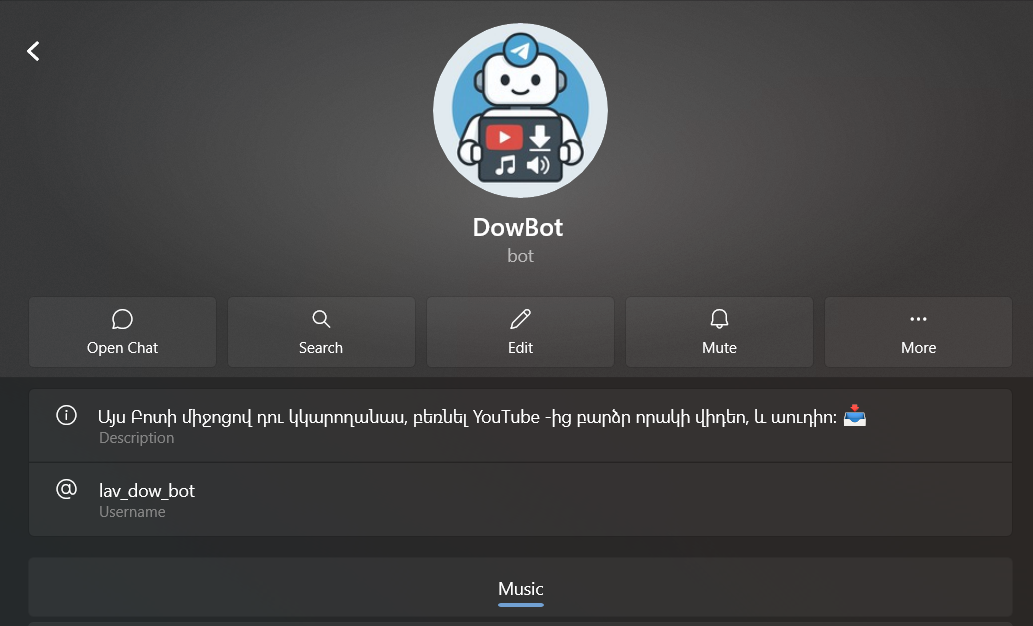 DowBot
bot
Open Chat
Search
Edit
Mute
More
Այս Բոտի միջոցով դու կկարողանաս, բեռնել YouTube -ից բարձր որակի վիդեո, և աուդիո: 📥
Description
lav_dow_bot
Username
Music